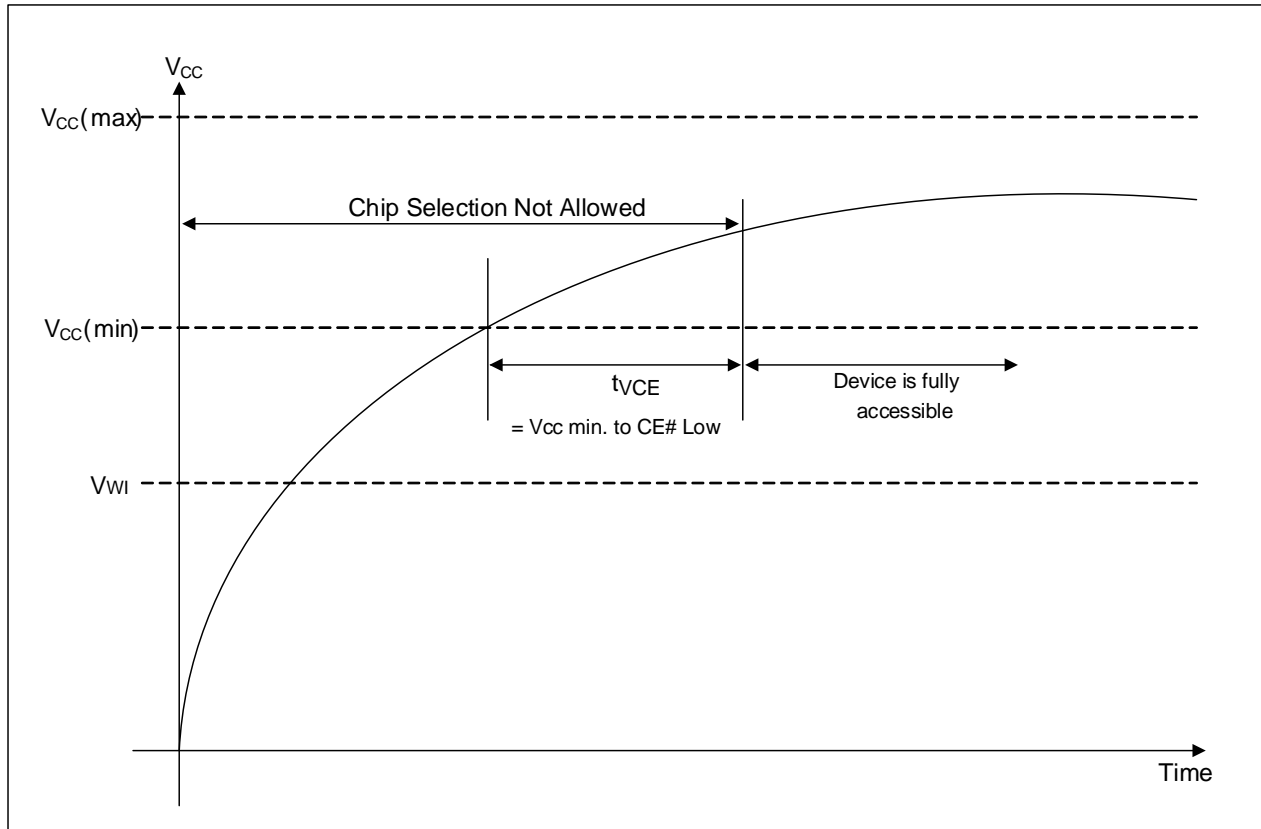 VCC
VCC(max)
Chip Selection Not Allowed
VCC(min)
tVCE
= Vcc min. to CE# Low
Device is fully
accessible
VWI
Time